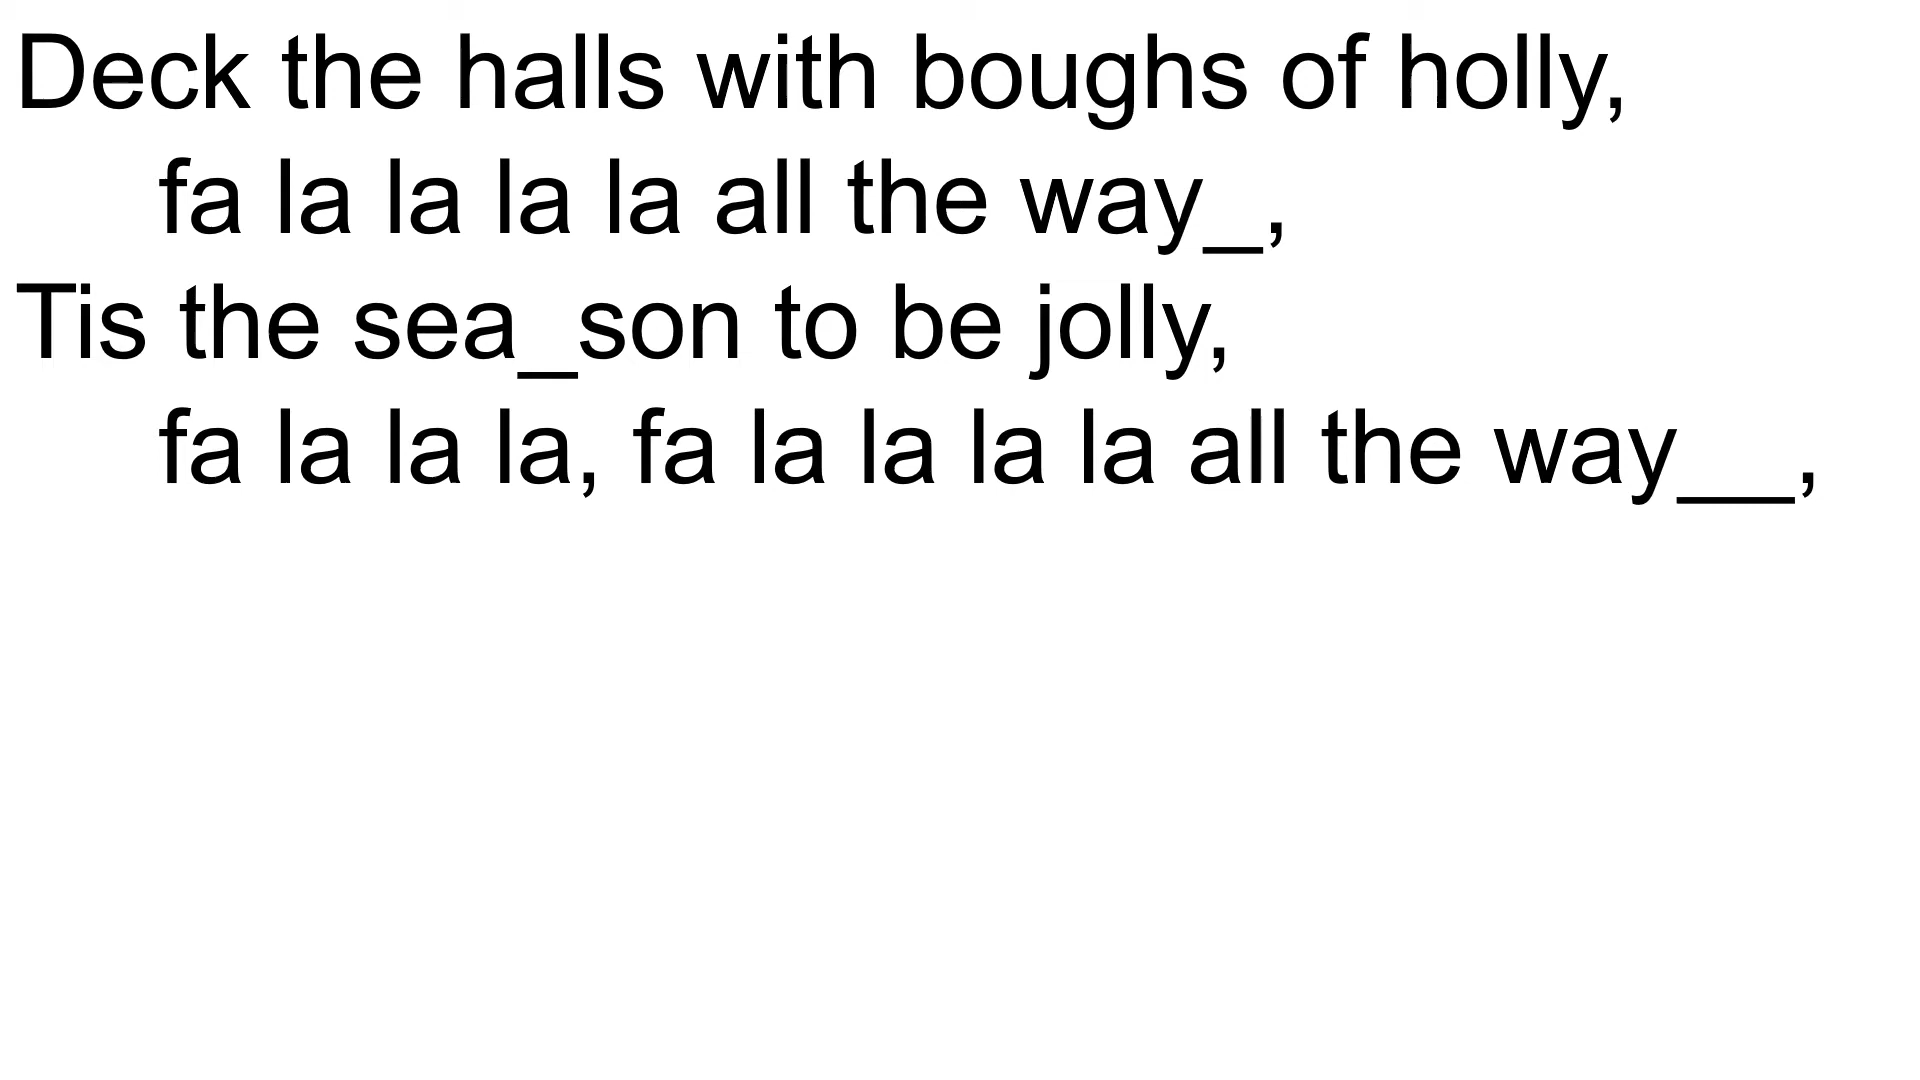 Deck the halls with boughs of holly,
fa la la la la all the way_,
Tis the sea_son to be jolly,
fa la la la, fa la la la la all the way__,